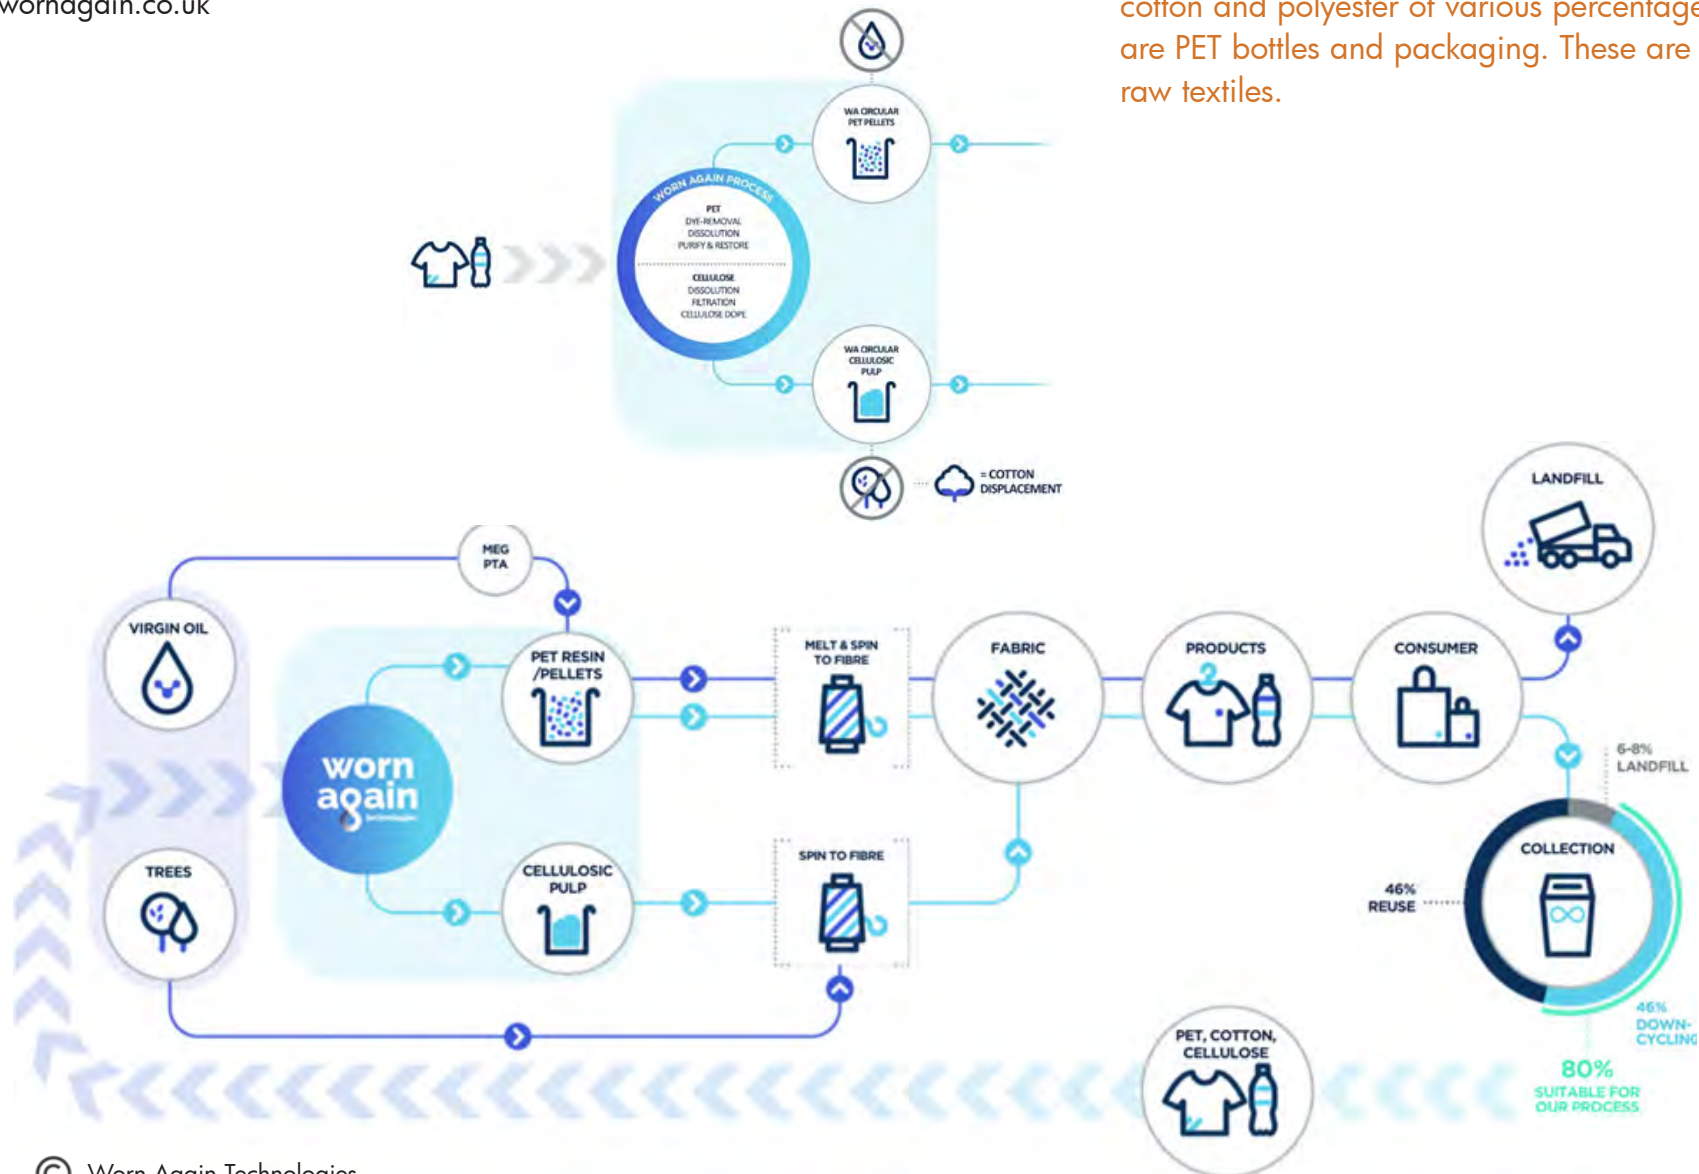 wornagain.co.uk
cotton and polyester of various percentage
are PET bottles and packaging. These are
raw textiles.
WA CIRCULAR
PET PELLETS
WORN AGAIN PROCESS
PET
DYE-REMOVAL
DISSOLUTION
PURIFY & RESTORE
CELLULOSE
DISSOLUTION
FILTRATION
CELLULOSE DOPE
WA CIRCULAR
CELLULOSIC
PULP
= COTTON
DISPLACEMENT
LANDFILL
MEG
PTA
VIRGIN OIL
PET RESIN
/PELLETS
MELT & SPIN
TO FIBRE
FABRIC
PRODUCTS
CONSUMER
6-8%
LANDFILL
worn
again
technologies
TREES
CELLULOSIC
PULP
SPIN TO FIBRE
COLLECTION
46%
REUSE
46%
DOWN-
CYCLING
PET, COTTON,
CELLULOSE
80%
SUITABLE FOR
OUR PROCESS
© Worn Again Technologies